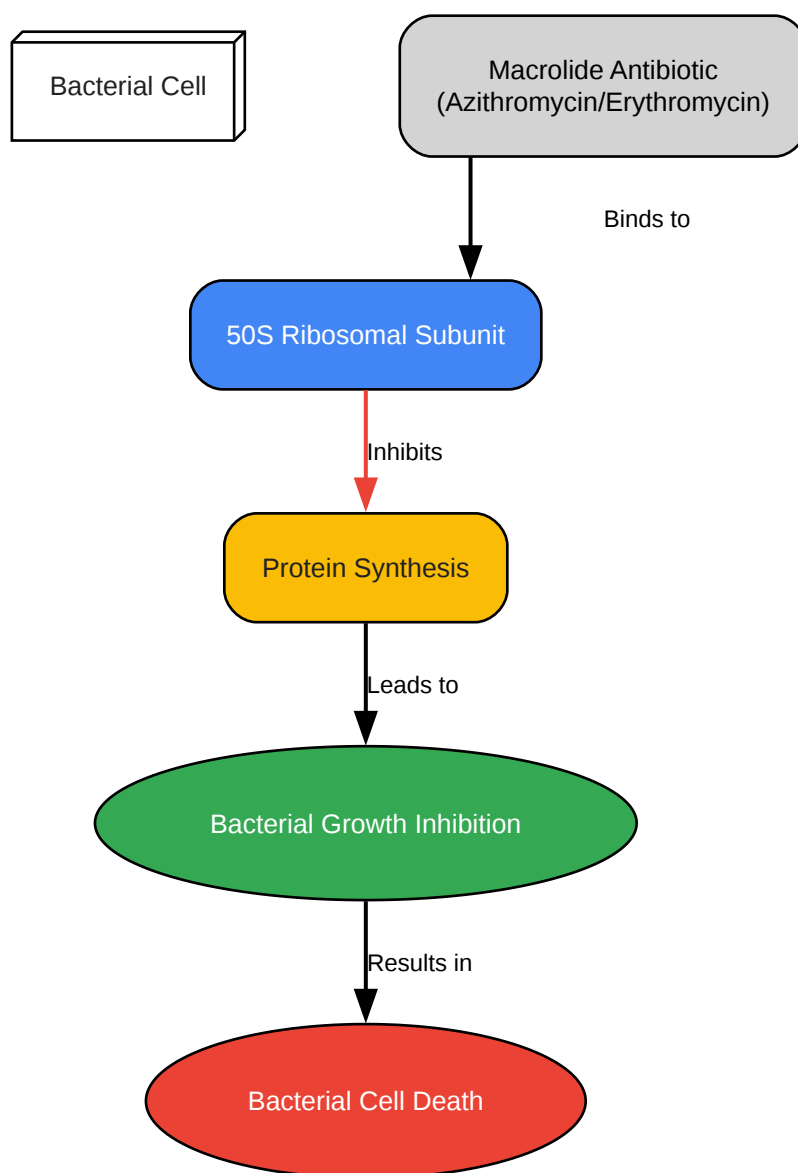 Bacterial Cell
Macrolide Antibiotic
(Azithromycin/Erythromycin)
Binds to
50S Ribosomal Subunit
Inhibits
Protein Synthesis
Leads to
Bacterial Growth Inhibition
Results in
Bacterial Cell Death